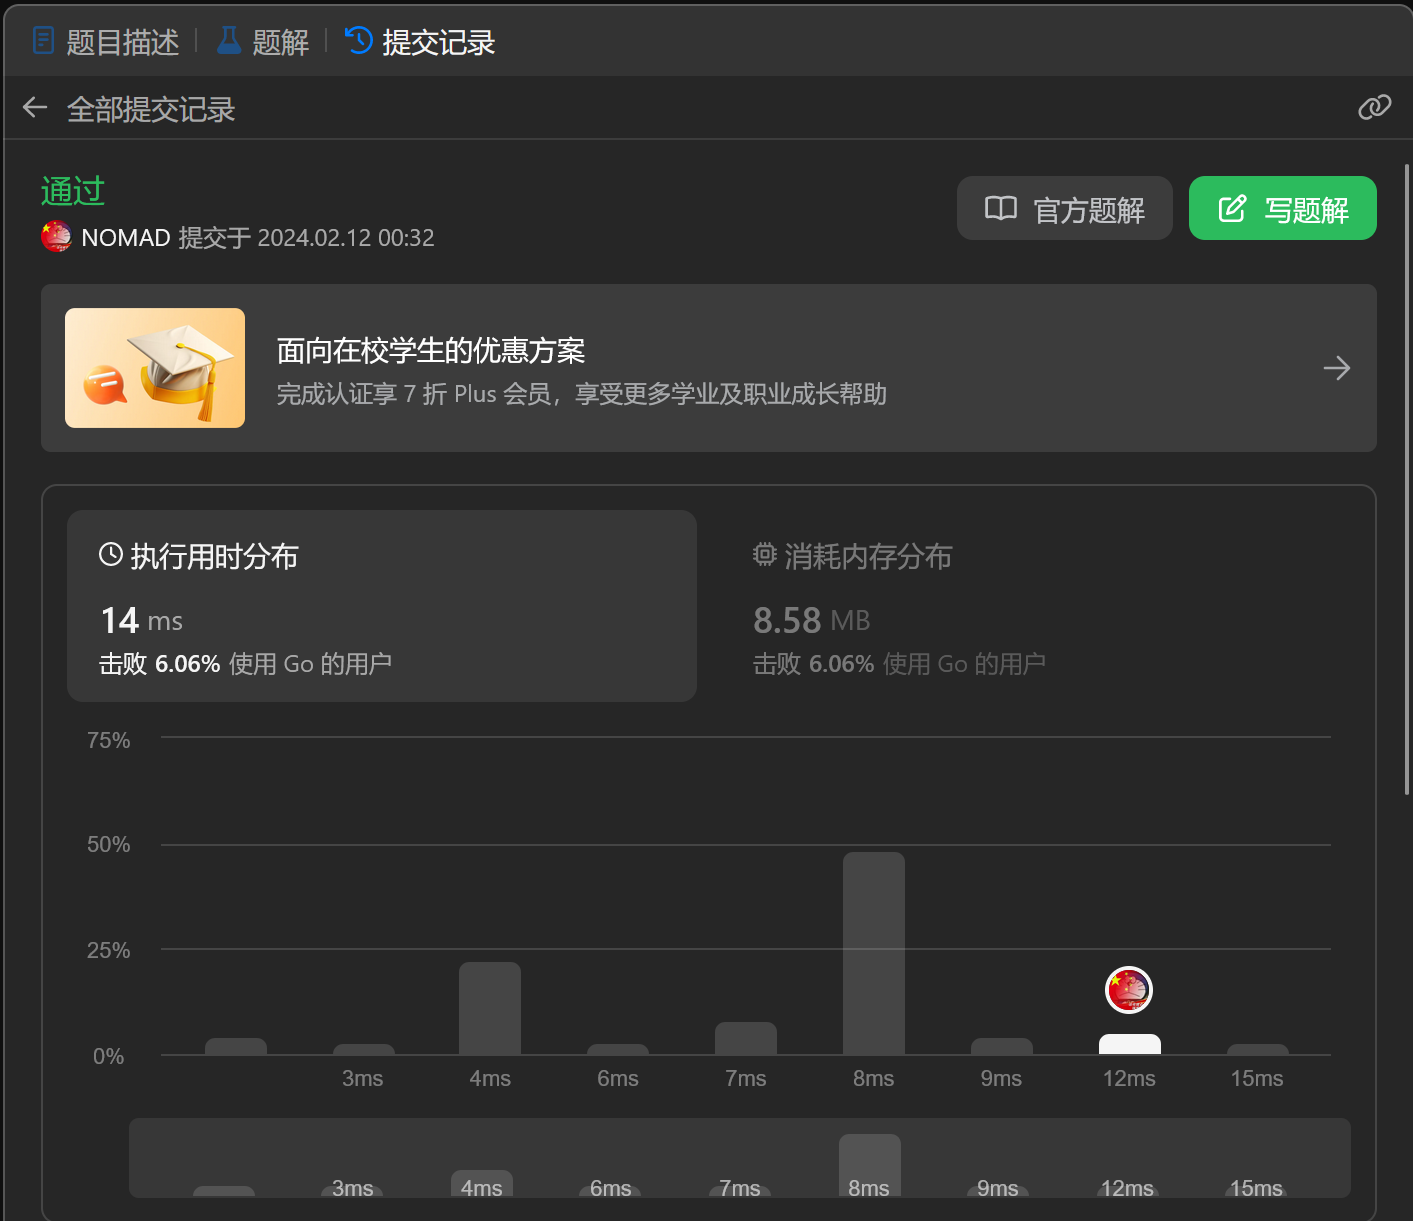 题目描述 题解 提交记录
全部提交记录
通过
NOMAD 提交于 2024.02.12 00:32
官方题解
写题解
面向在校学生的优惠方案
完成认证享 7 折 Plus 会员，享受更多学业及职业成长帮助
执行用时分布
14 ms
击败 6.06% 使用 Go 的用户
消耗内存分布
8.58 MB
击败 6.06% 使用 Go 的用户
75%
50%
25%
0%
3ms 4ms 6ms 7ms 8ms 9ms 12ms 15ms
3ms 4ms 6ms 7ms 8ms 9ms 12ms 15ms